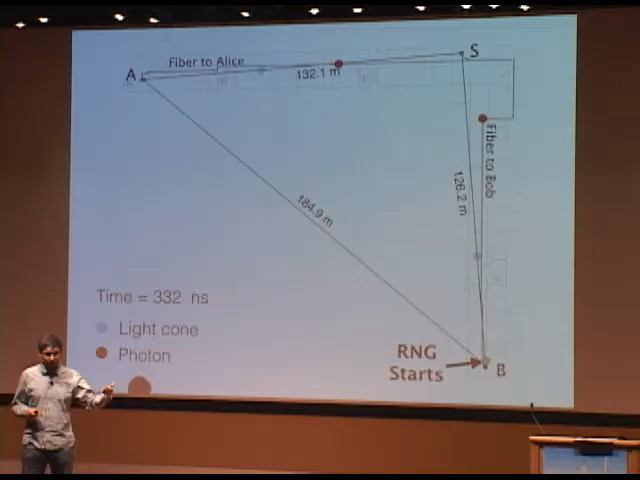 S
Fiber to Alice
A
132.1 m
Fiber to Bob
126.2 m
184.9 m
Time = 332 ns
Light cone
Photon
RNG
Starts
B